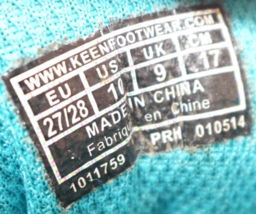 WWW.KEENFOOTWEAR.COM
EU US UK CM
27/28 10 9 17
MADE IN CHINA
Fabriqué en Chine
1011759 PRH 010514